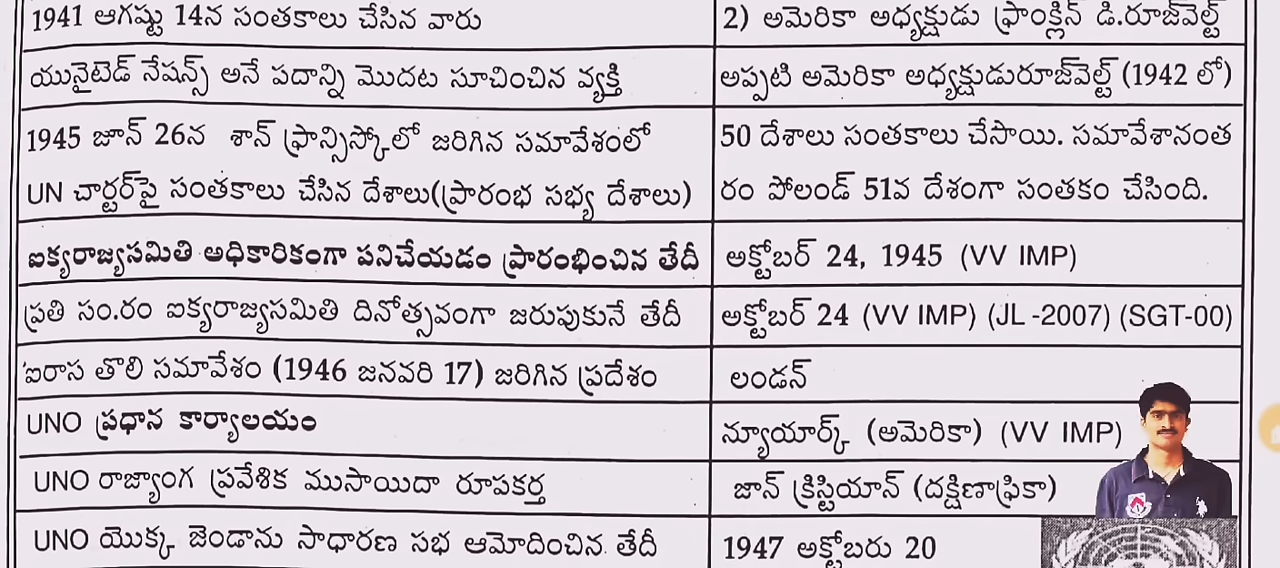 1941 ఆగష్టు 14న సంతకాలు చేసిన వారు
2) అమెరికా అధ్యక్షుడు ఫ్రాంక్లిన్ డి.రూజ్‌వెల్ట్
యునైటెడ్ నేషన్స్ అనే పదాన్ని మొదట సూచించిన వ్యక్తి
అప్పటి అమెరికా అధ్యక్షుడురూజ్‌వెల్ట్ (1942 లో)
1945 జూన్ 26న శాన్ ఫ్రాన్సిస్కోలో జరిగిన సమావేశంలో
UN చార్టర్‌పై సంతకాలు చేసిన దేశాలు(ప్రారంభ సభ్య దేశాలు)
50 దేశాలు సంతకాలు చేసాయి. సమావేశానంత
రం పోలండ్ 51వ దేశంగా సంతకం చేసింది.
ఐక్యరాజ్యసమితి అధికారికంగా పనిచేయడం ప్రారంభించిన తేదీ
అక్టోబర్ 24, 1945 (VV IMP)
ప్రతి సం.రం ఐక్యరాజ్యసమితి దినోత్సవంగా జరుపుకునే తేదీ
అక్టోబర్ 24 (VV IMP) (JL -2007) (SGT-00)
ఐరాస తొలి సమావేశం (1946 జనవరి 17) జరిగిన ప్రదేశం
లండన్
UNO ప్రధాన కార్యాలయం
న్యూయార్క్ (అమెరికా) (VV IMP)
UNO రాజ్యాంగ ప్రవేశిక ముసాయిదా రూపకర్త
జాన్ క్రిస్టియాన్ (దక్షిణాఫ్రికా)
UNO యొక్క జెండాను సాధారణ సభ ఆమోదించిన తేదీ
1947 అక్టోబరు 20